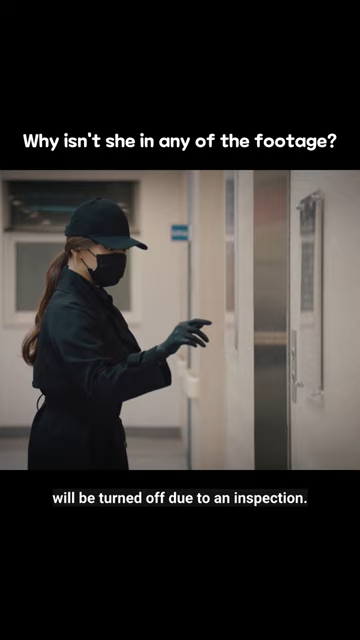 Why isn't she in any of the footage?
will be turned off due to an inspection.